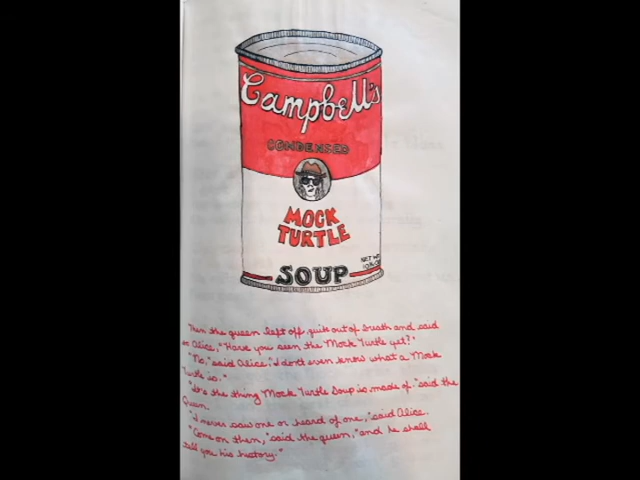 Campbell's
CONDENSED
MOCK
TURTLE
NET WT
SOUP
Then the queen left off, quite out of breath and said
to Alice, "Have you seen the Mock Turtle yet?"
"No," said Alice, "I don't even know what a Mock
Turtle is."
"It's the thing Mock Turtle Soup is made of." said the
Queen.
"I never saw one or heard of one," said Alice.
"Come on then," said the queen, "and he shall
tell you his history."